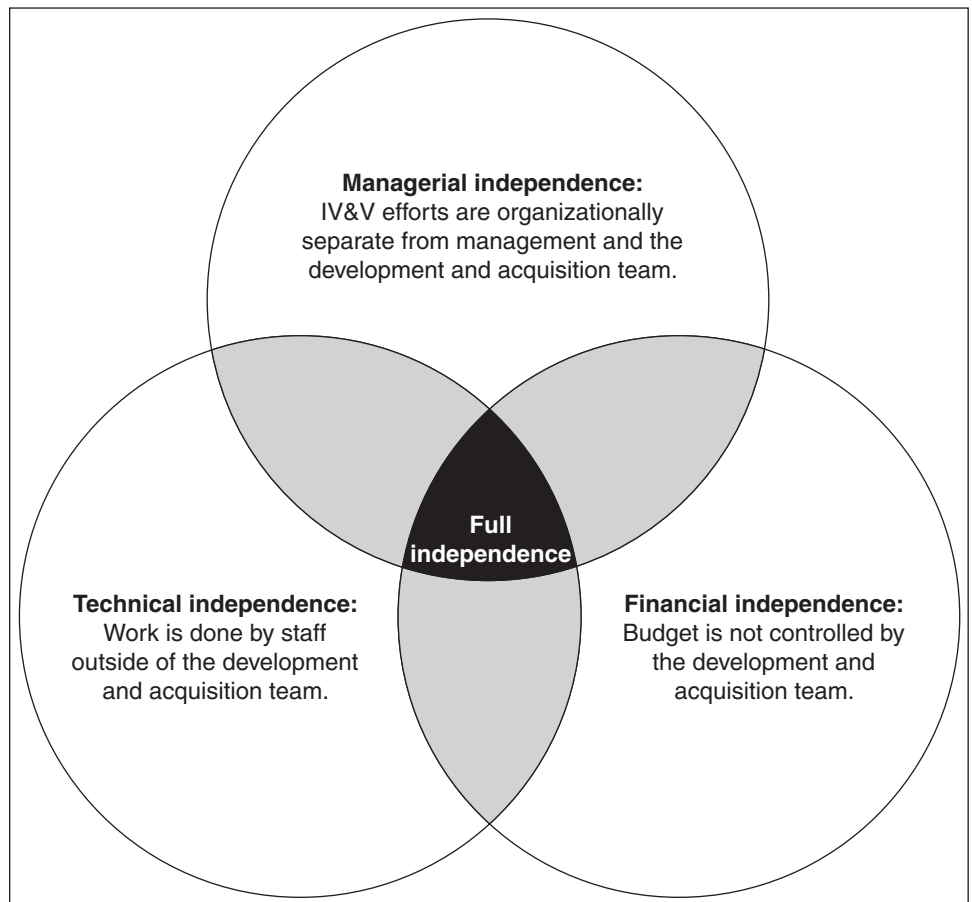 Managerial independence:
IV&V efforts are organizationally
separate from management and the
development and acquisition team.
Full
independence
Technical independence:
Work is done by staff
outside of the development
and acquisition team.
Financial independence:
Budget is not controlled by
the development and
acquisition team.